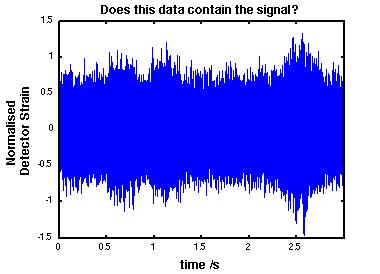 Does this data contain the signal?
1.5
1
0.5
0
-0.5
-1
-1.5
Normalised
Detector Strain
0 0.5 1 1.5 2 2.5
time /s